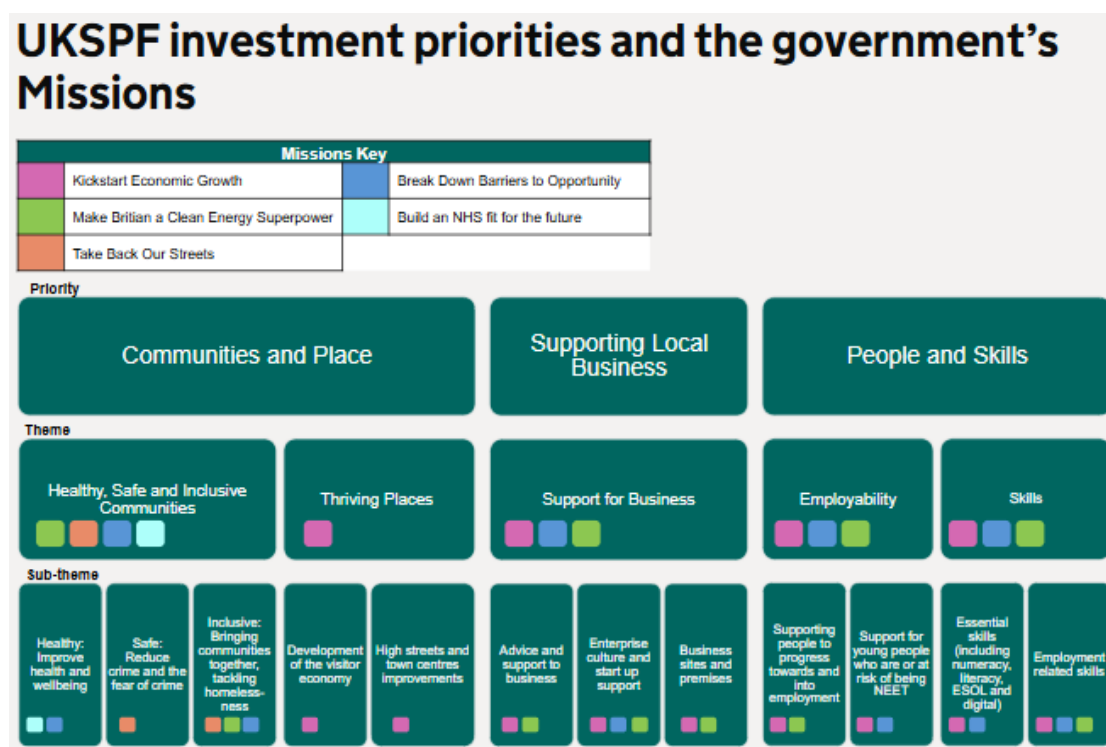 UKSPF investment priorities and the government's
Missions
Missions Key
Kickstart Economic Growth
Break Down Barriers to Opportunity
Make Britian a Clean Energy Superpower
Build an NHS fit for the future
Take Back Our Streets
Priority
Communities and Place
Supporting Local
Business
People and Skills
Theme
Healthy, Safe and Inclusive
Communities
Thriving Places
Support for Business
Employability
Skills
Sub-theme
Healthy:
Improve
health and
wellbeing
Safe:
Reduce
crime and the
fear of crime
Inclusive:
Bringing
communities
together,
tackling
homeless-
ness
Development
of the visitor
economy
High streets and
town centres
improvements
Advice and
support to
business
Enterprise
culture and
start up
support
Business
sites and
premises
Supporting
people to
progress
towards and
into
employment
Support for
young people
who are or at
risk of being
NEET
Essential
skills
(including
numeracy,
literacy,
ESOL and
digital)
Employment
related skills